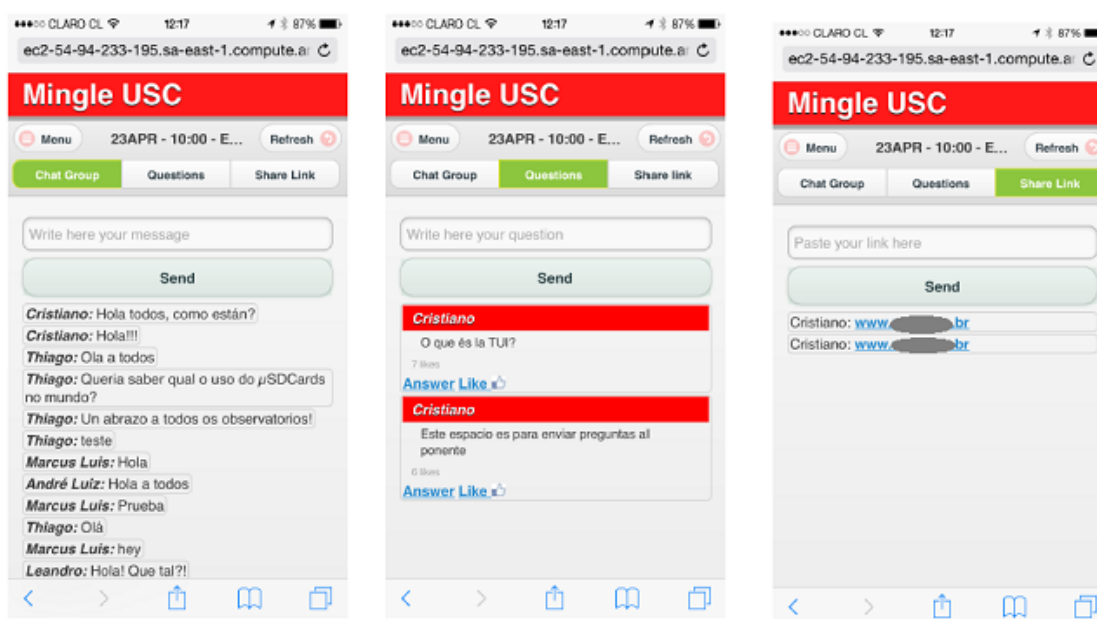 CLARO CL 12:17 87%
ec2-54-94-233-195.sa-east-1.compute.a
Mingle USC
Menu 23APR - 10:00 - E... Refresh
Chat Group Questions Share Link
Write here your message
Send
Cristiano: Hola todos, como están?
Cristiano: Hola!!!
Thiago: Ola a todos
Thiago: Queria saber qual o uso do µSDCards
no mundo?
Thiago: Un abrazo a todos os observatorios!
Thiago: teste
Marcus Luis: Hola
André Luiz: Hola a todos
Marcus Luis: Prueba
Thiago: Olá
Marcus Luis: hey
Leandro: Hola! Que tal?!
CLARO CL 12:17 87%
ec2-54-94-233-195.sa-east-1.compute.a
Mingle USC
Menu 23APR - 10:00 - E... Refresh
Chat Group Questions Share link
Write here your question
Send
Cristiano
O que és la TUI?
7 likes
Answer Like
Cristiano
Este espacio es para enviar preguntas al
ponente
6 likes
Answer Like
CLARO CL 12:17 87%
ec2-54-94-233-195.sa-east-1.compute.a
Mingle USC
Menu 23APR - 10:00 - E... Refresh
Chat Group Questions Share Link
Paste your link here
Send
Cristiano: www. .br
Cristiano: www. br